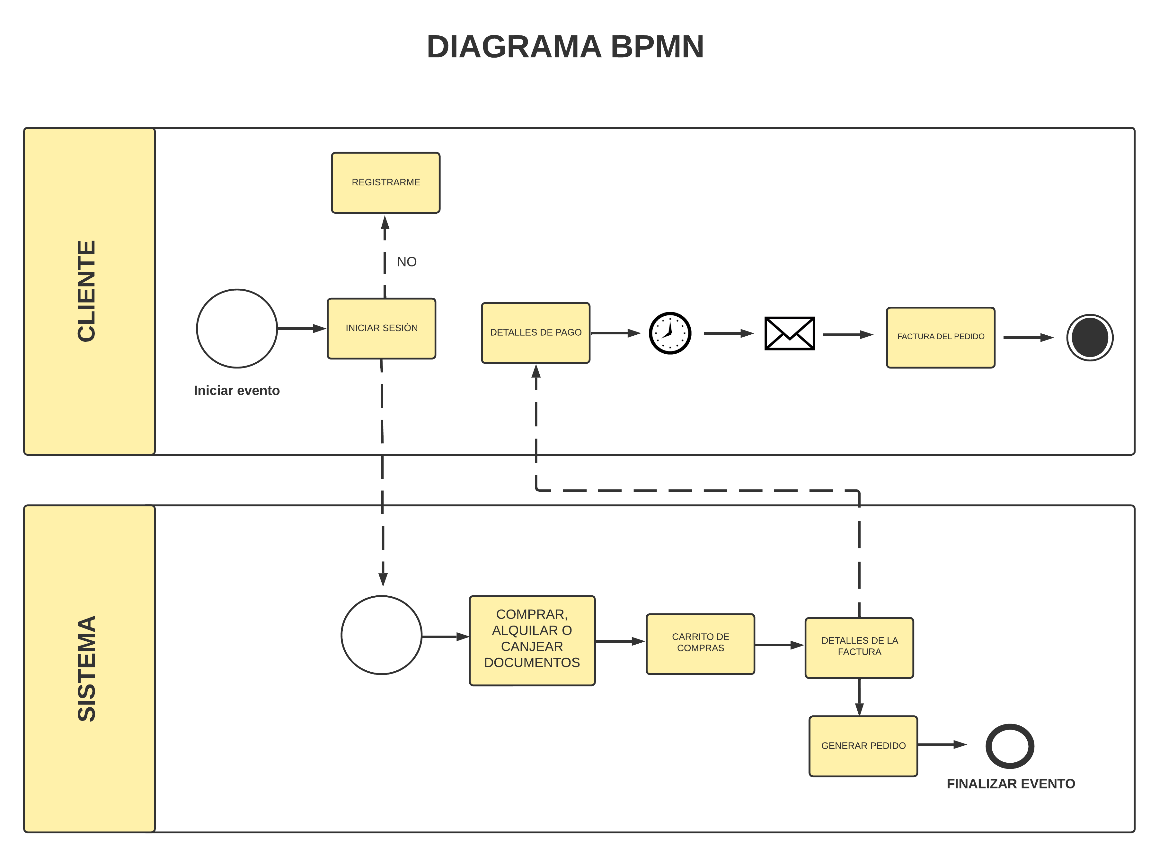 DIAGRAMA BPMN
CLIENTE
REGISTRARME
NO
INICIAR SESIÓN
Iniciar evento
DETALLES DE PAGO
FACTURA DEL PEDIDO
SISTEMA
COMPRAR,
ALQUILAR O
CANJEAR
DOCUMENTOS
CARRITO DE
COMPRAS
DETALLES DE LA
FACTURA
GENERAR PEDIDO
FINALIZAR EVENTO